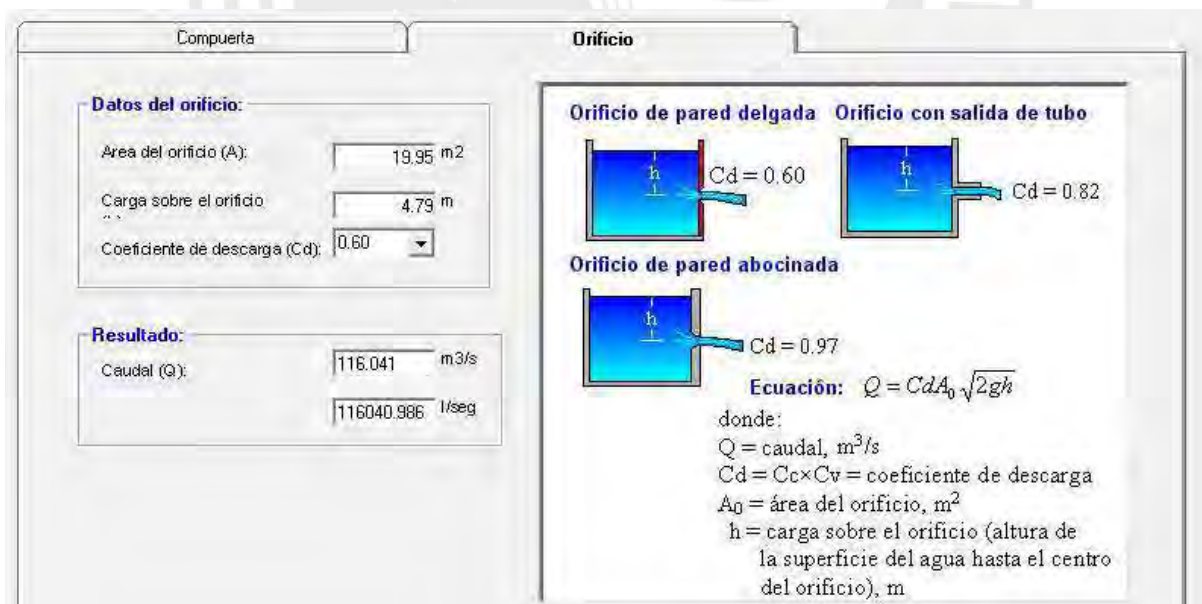 Compuerta
Orificio
Datos del orificio:
Area del orificio (A):
19.95 m2
Carga sobre el orificio
4.79 m
Coeficiente de descarga (Cd):
0.60
Resultado:
Caudal (Q):
116.041 m3/s
116040.986 l/seg
Orificio de pared delgada
h
Cd = 0.60
Orificio con salida de tubo
h
Cd = 0.82
Orificio de pared abocinada
h
Cd = 0.97
Ecuación: Q = CdA₀√2gh
donde:
Q = caudal, m³/s
Cd = Cc×Cv = coeficiente de descarga
A₀ = área del orificio, m²
h = carga sobre el orificio (altura de
la superficie del agua hasta el centro
del orificio), m